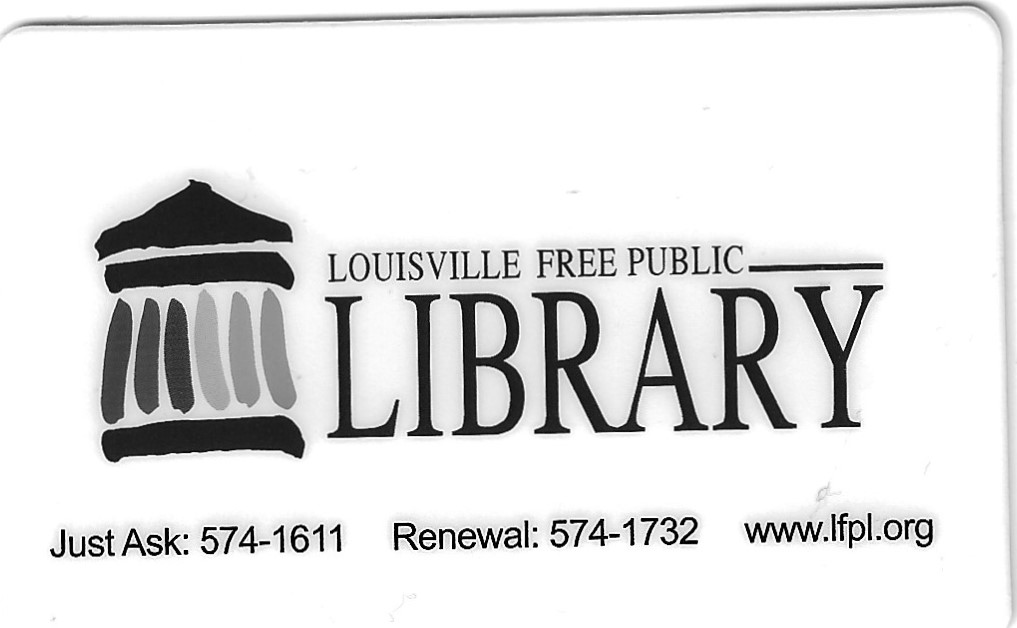 LOUISVILLE FREE PUBLIC
LIBRARY
Just Ask: 574-1611 Renewal: 574-1732 www.lfpl.org